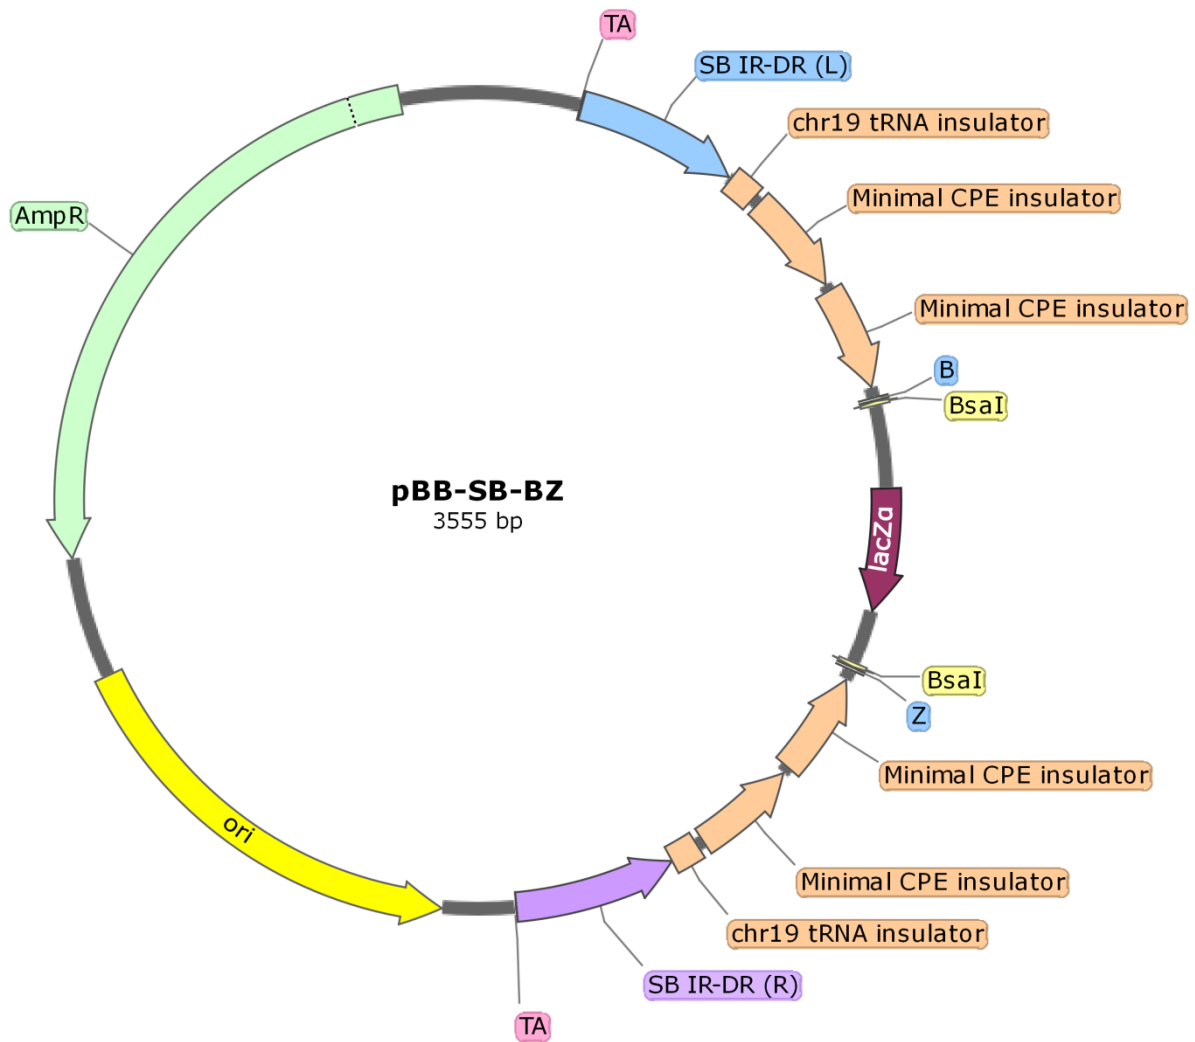 TA
SB IR-DR (L)
chr19 tRNA insulator
Minimal CPE insulator
AmpR
Minimal CPE insulator
B
BsaI
pBB-SB-BZ
3555 bp
lacZα
BsaI
Z
Minimal CPE insulator
ori
Minimal CPE insulator
chr19 tRNA insulator
SB IR-DR (R)
TA